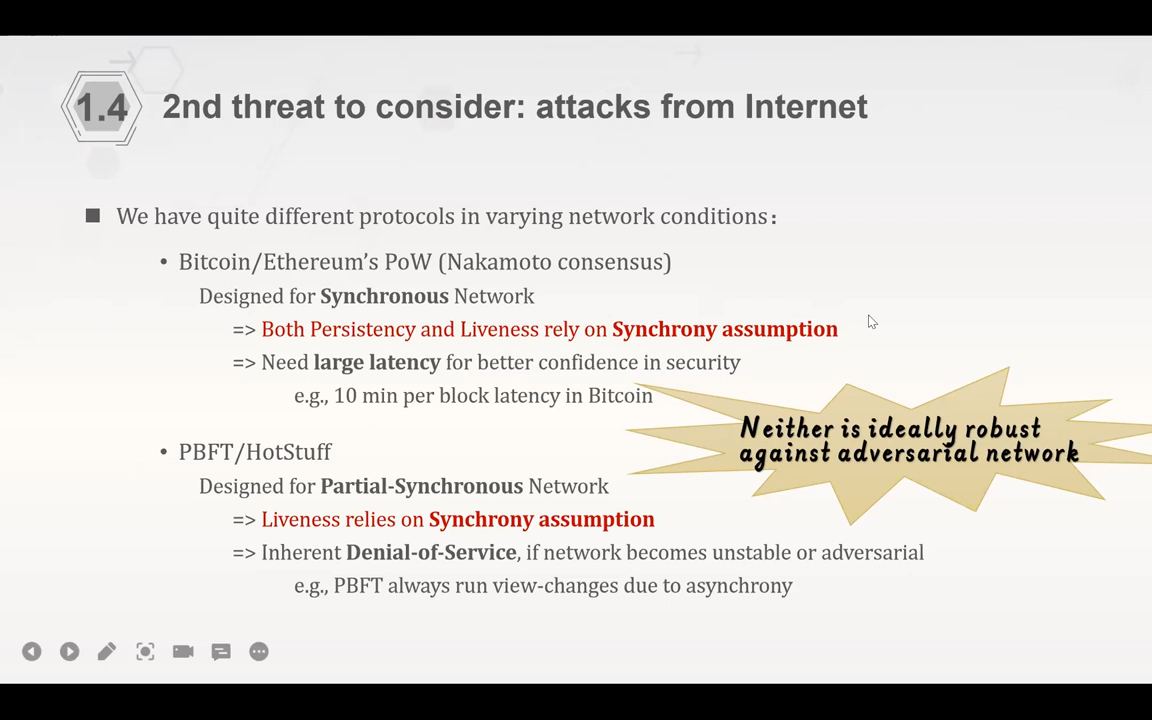 1.4 2nd threat to consider: attacks from Internet
■ We have quite different protocols in varying network conditions：
• Bitcoin/Ethereum’s PoW (Nakamoto consensus)
Designed for Synchronous Network
=> Both Persistency and Liveness rely on Synchrony assumption
=> Need large latency for better confidence in security
e.g., 10 min per block latency in Bitcoin
Neither is ideally robust
against adversarial network
• PBFT/HotStuff
Designed for Partial-Synchronous Network
=> Liveness relies on Synchrony assumption
=> Inherent Denial-of-Service, if network becomes unstable or adversarial
e.g., PBFT always run view-changes due to asynchrony